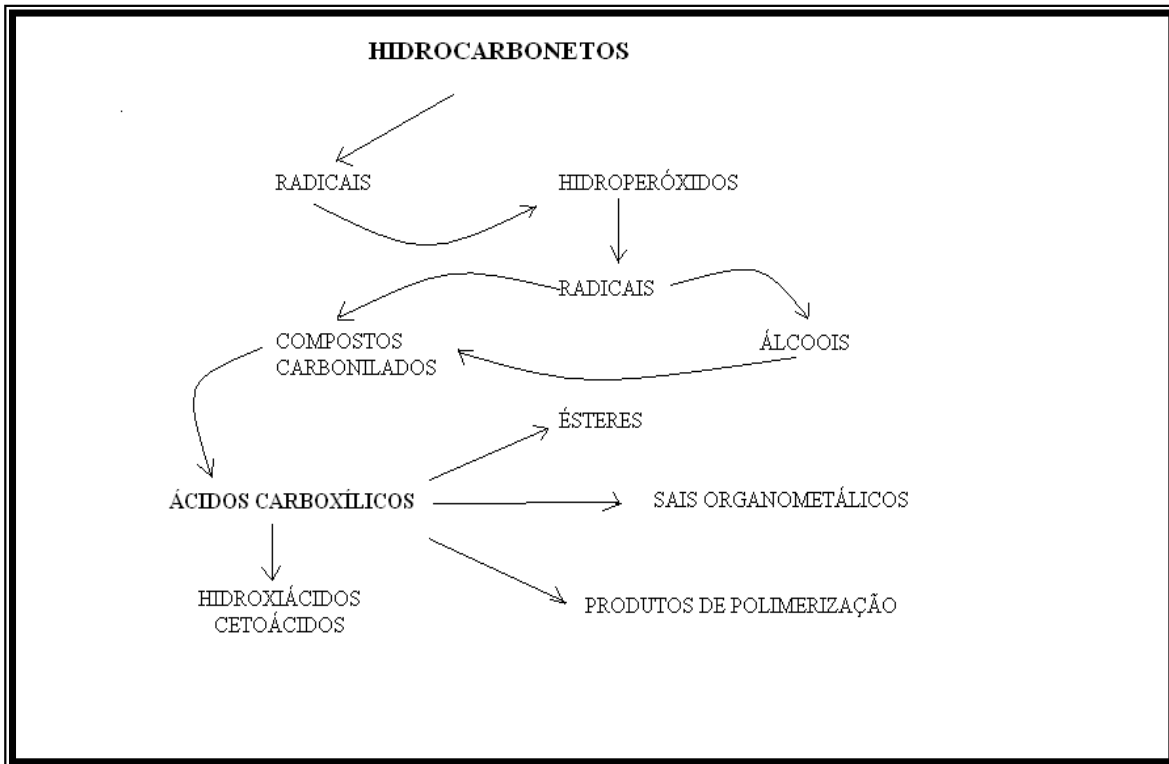 HIDROCARBONETOS
RADICAIS
HIDROPERÓXIDOS
RADICAIS
COMPOSTOS
CARBONILADOS
ÁLCOOIS
ÉSTERES
ÁCIDOS CARBOXÍLICOS
SAIS ORGANOMETÁLICOS
HIDROXIÁCIDOS
CETOÁCIDOS
PRODUTOS DE POLIMERIZAÇÃO